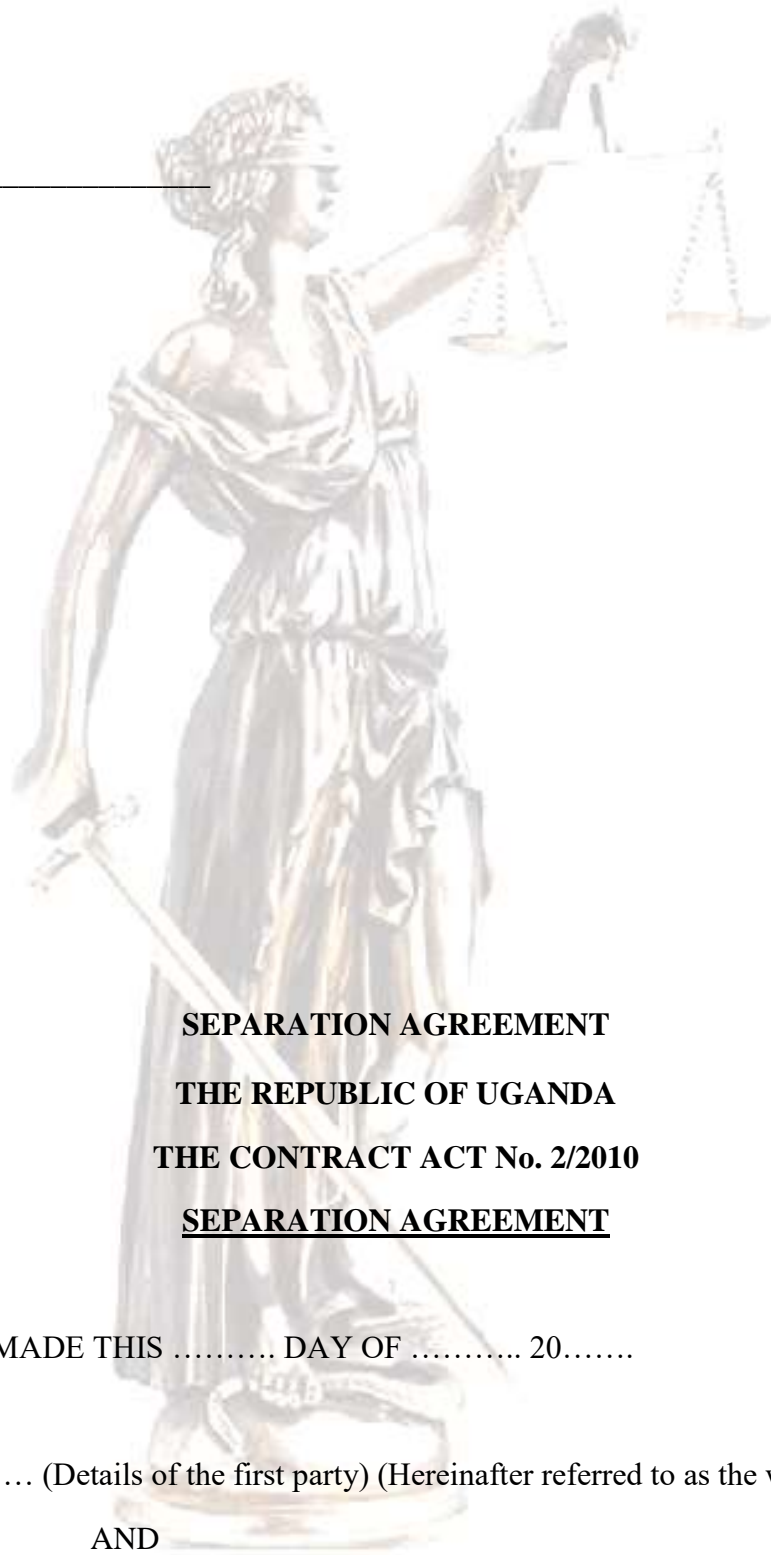 SEPARATION AGREEMENT
THE REPUBLIC OF UGANDA
THE CONTRACT ACT No. 2/2010
SEPARATION AGREEMENT
MADE THIS ………. DAY OF ……….. 20…….
… (Details of the first party) (Hereinafter referred to as the
AND